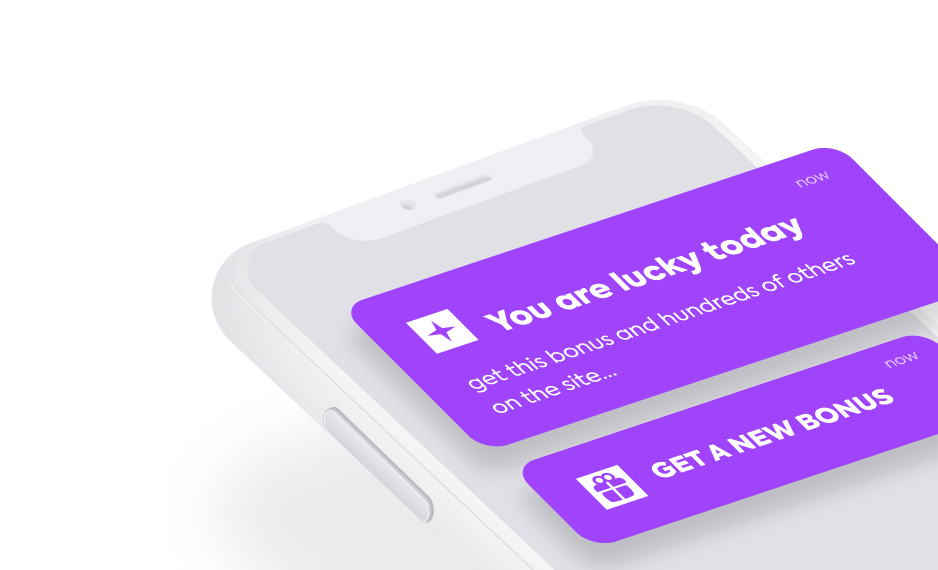 now
You are lucky today
get this bonus and hundreds of others
on the site...
now
GET A NEW BONUS